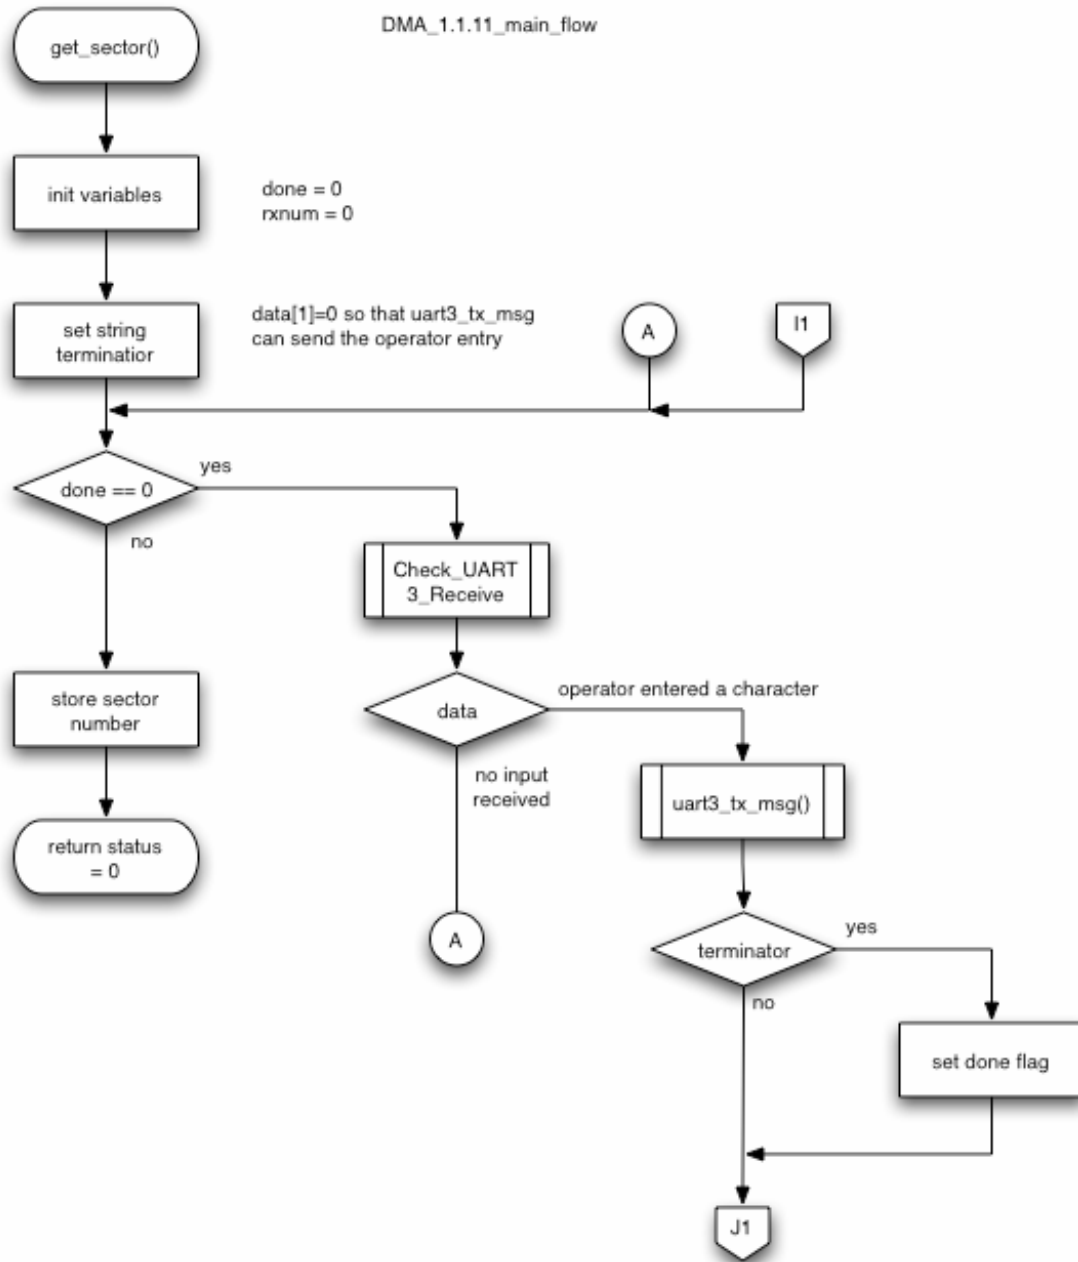 DMA_1.1.11_main_flow
get_sector()
init variables
done = 0
rxnum = 0
set string
terminatior
data[1]=0 so that uart3_tx_msg
can send the operator entry
A
I1
done == 0
yes
no
Check_UART
3_Receive
store sector
number
data
operator entered a character
no input
received
uart3_tx_msg()
return status
= 0
A
terminator
yes
no
set done flag
J1